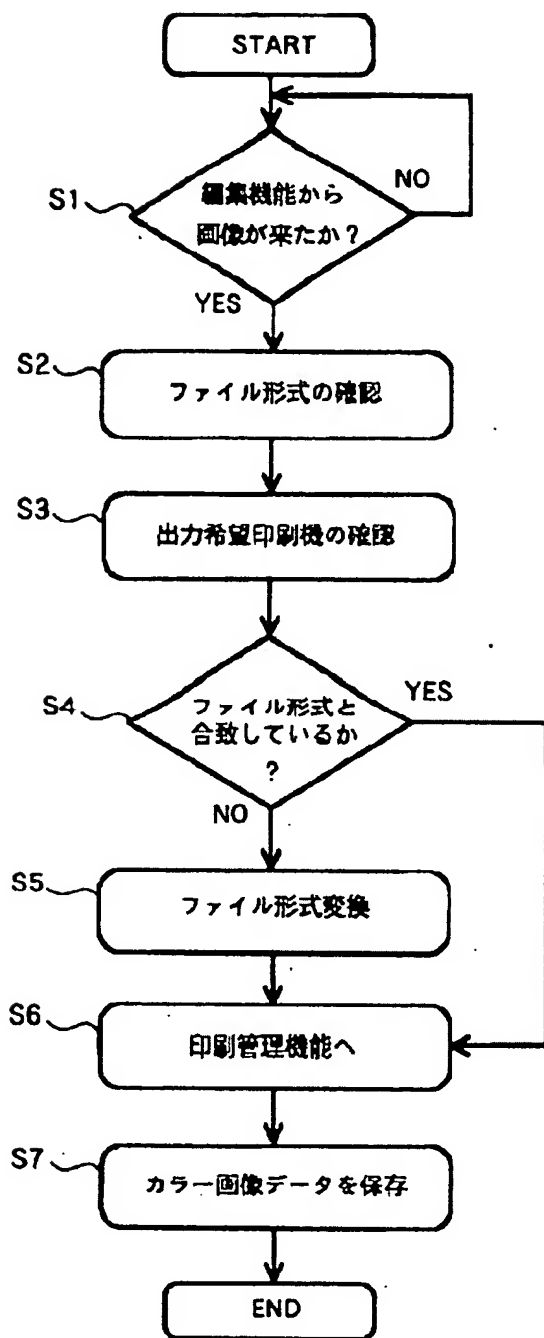 START
S1
編集機能から
画像が来たか？
NO
YES
S2
ファイル形式の確認
S3
出力希望印刷機の確認
S4
ファイル形式と
合致しているか
？
YES
NO
S5
ファイル形式変換
S6
印刷管理機能へ
S7
カラー画像データを保存
END